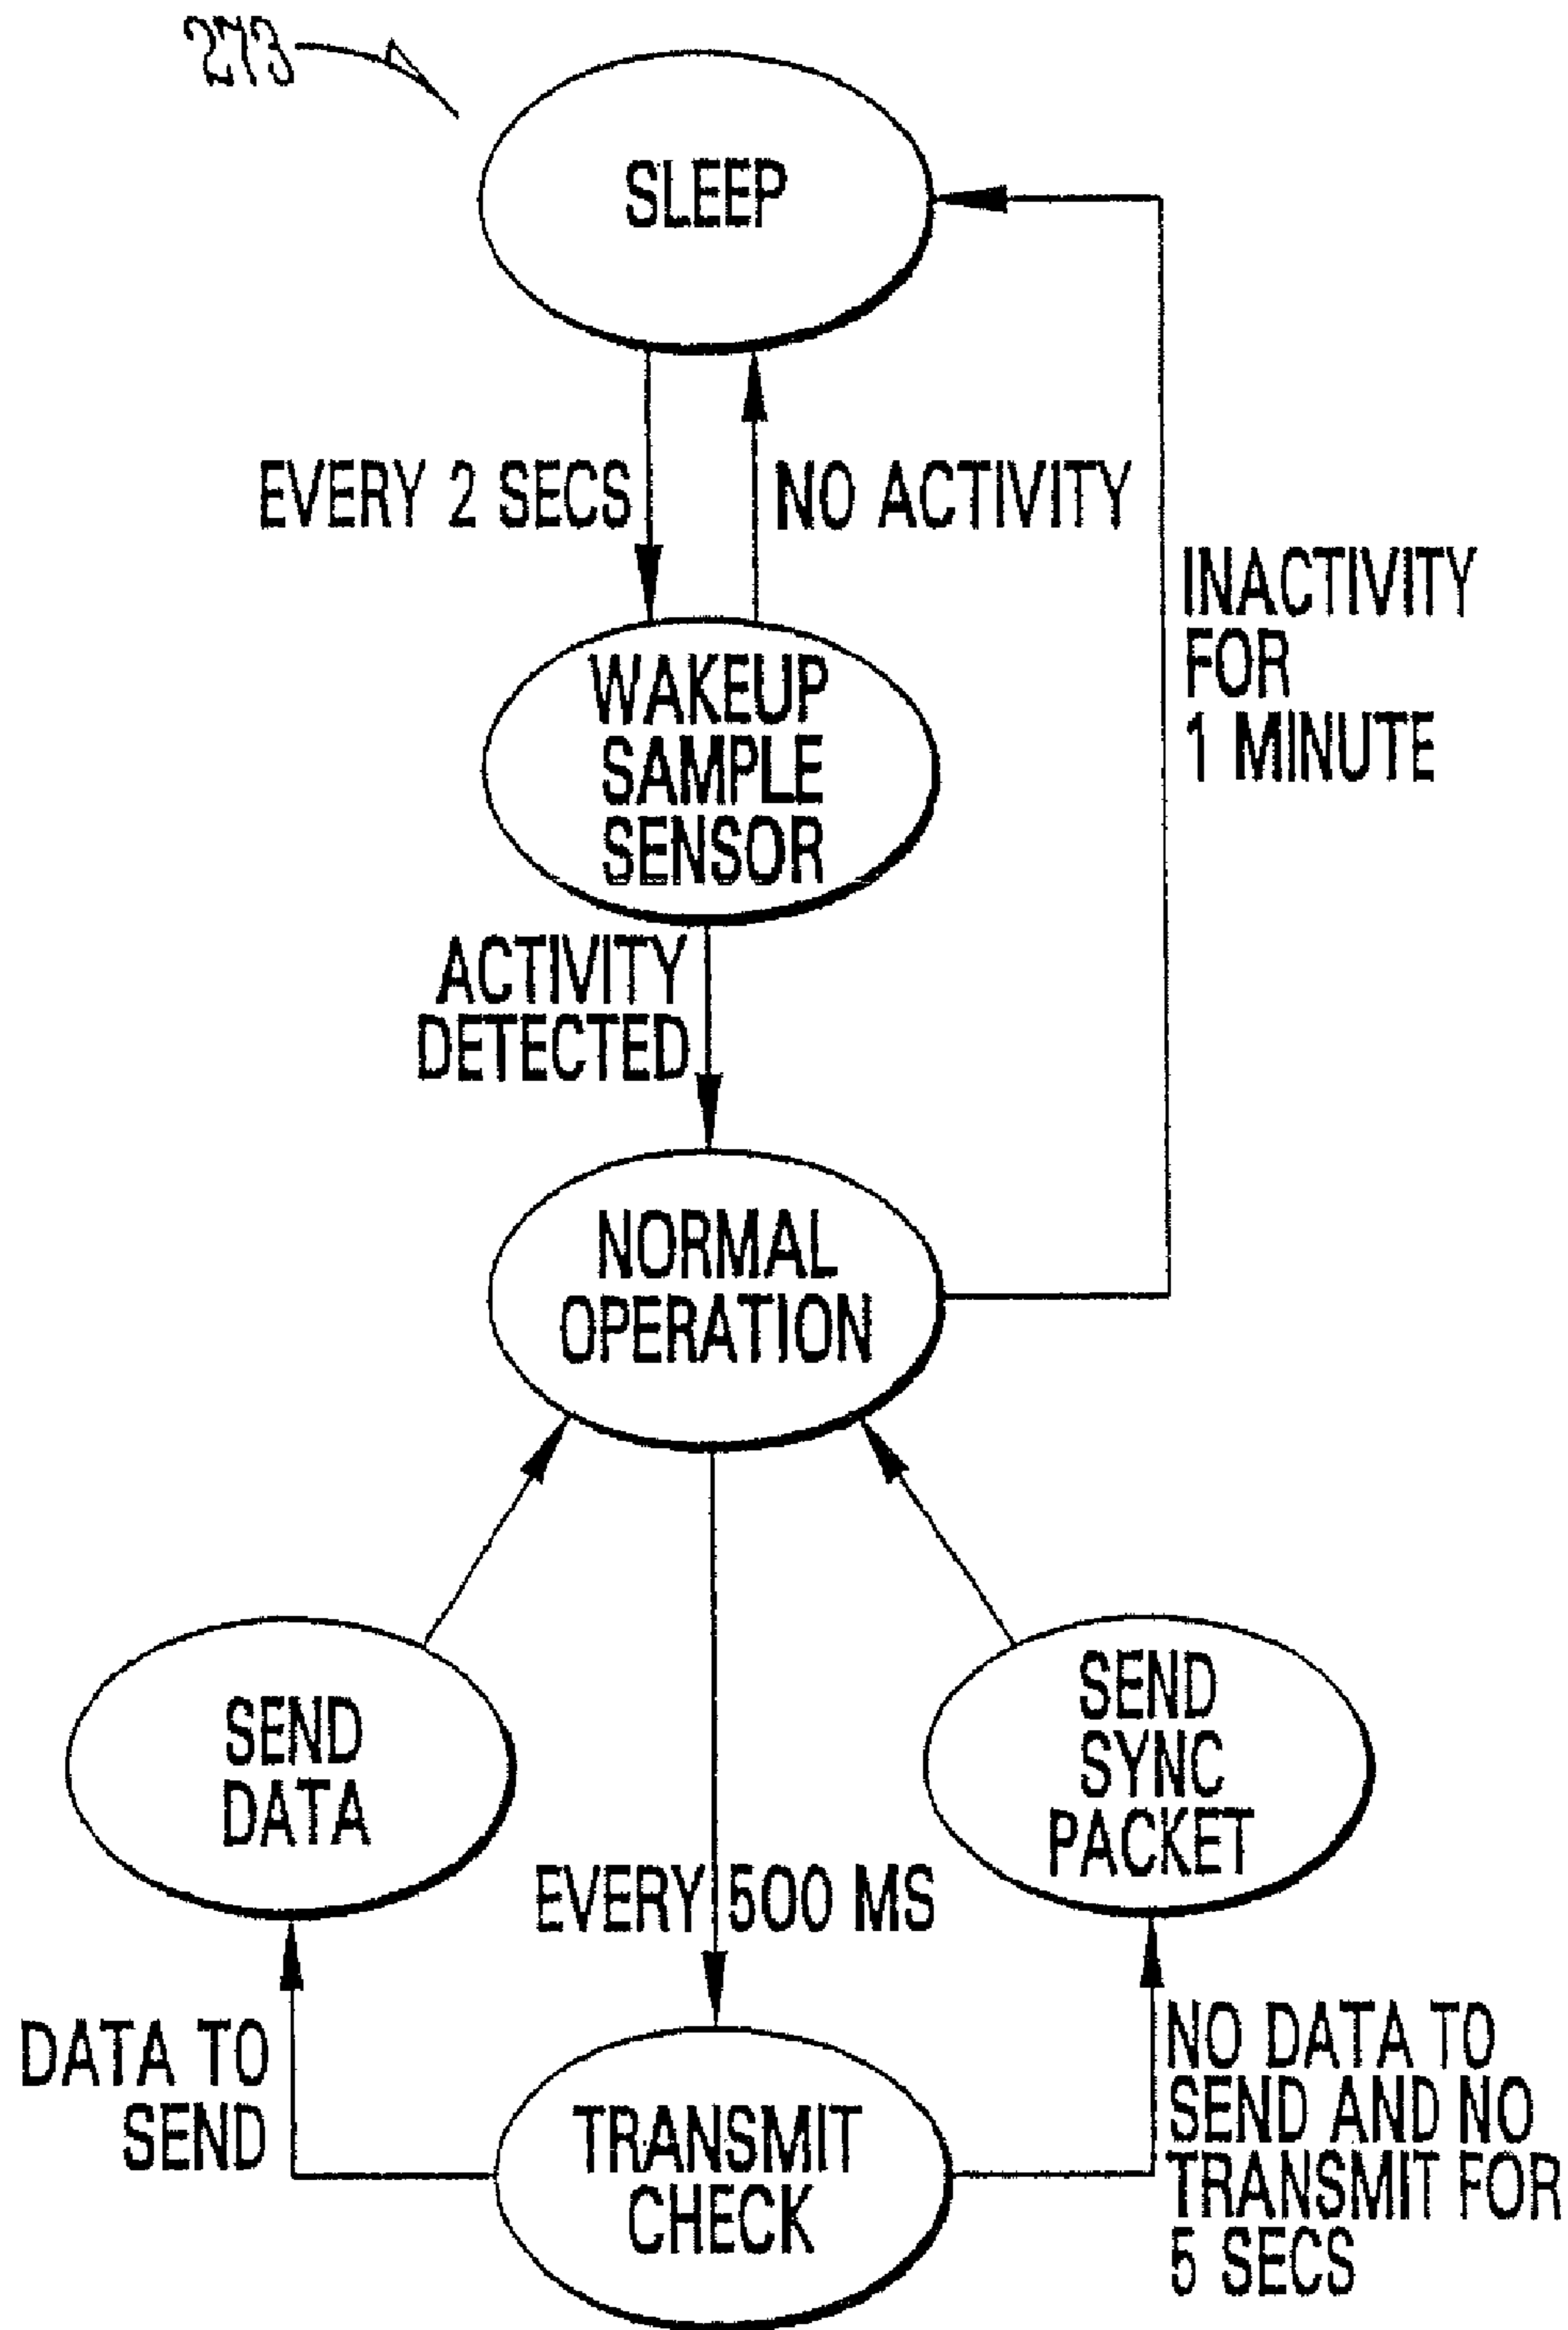 273
SLEEP
EVERY 2 SECS
NO ACTIVITY
INACTIVITY
FOR
1 MINUTE
WAKEUP
SAMPLE
SENSOR
ACTIVITY
DETECTED
NORMAL
OPERATION
SEND
DATA
SEND
SYNC
PACKET
EVERY 500 MS
DATA TO
SEND
NO DATA TO
SEND AND NO
TRANSMIT FOR
5 SECS
TRANSMIT
CHECK